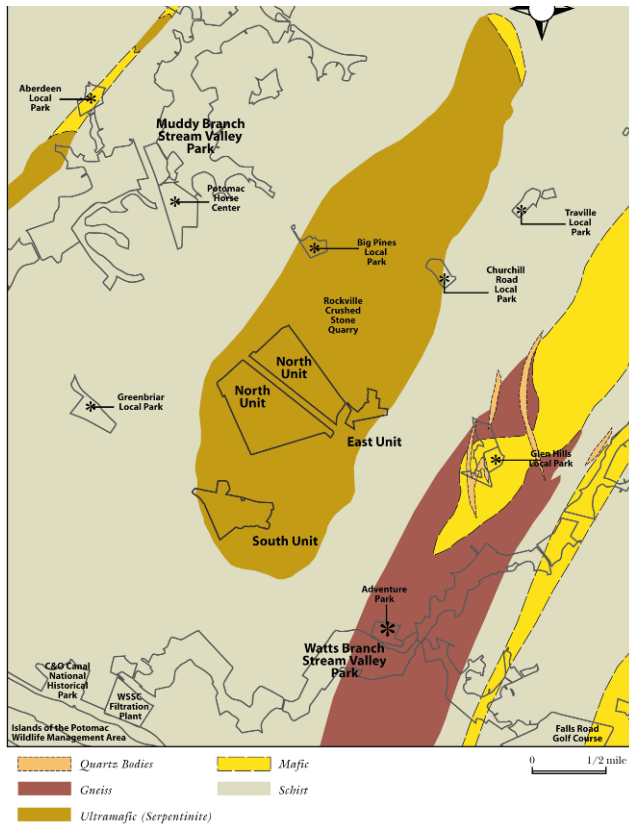 Aberdeen
Local
Park
Muddy Branch
Stream Valley
Park
Potomac
Horse
Center
Traville
Local
Park
Big Pines
Local
Park
Churchill
Road
Local
Park
Rockville
Crushed
Stone
Quarry
North
Unit
North
Unit
Greenbriar
Local Park
East Unit
Glen Hills
Local Park
South Unit
Adventure
Park
Watts Branch
Stream Valley
Park
C&O Canal
National
Historical
Park
WSSC
Filtration
Plant
Islands of the Potomac
Wildlife Management Area
Falls Road
Golf Course
Quartz Bodies
Mafic
0 1/2 mile
Gneiss
Schist
Ultramafic (Serpentinite)